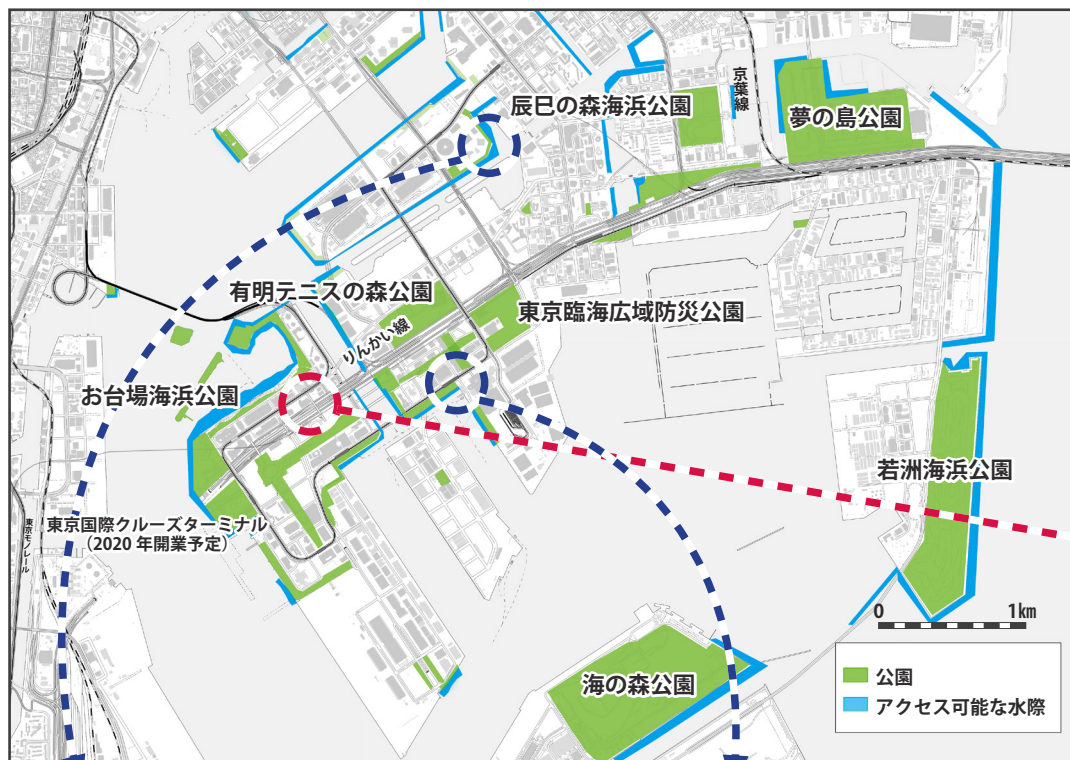 辰巳の森海浜公園
京葉線
夢の島公園
有明テニスの森公園
りんかい線
東京臨海広域防災公園
お台場海浜公園
若洲海浜公園
東京国際クルーズターミナル
（2020 年開業予定）
東京モノレール
0 1km
海の森公園
公園
アクセス可能な水際